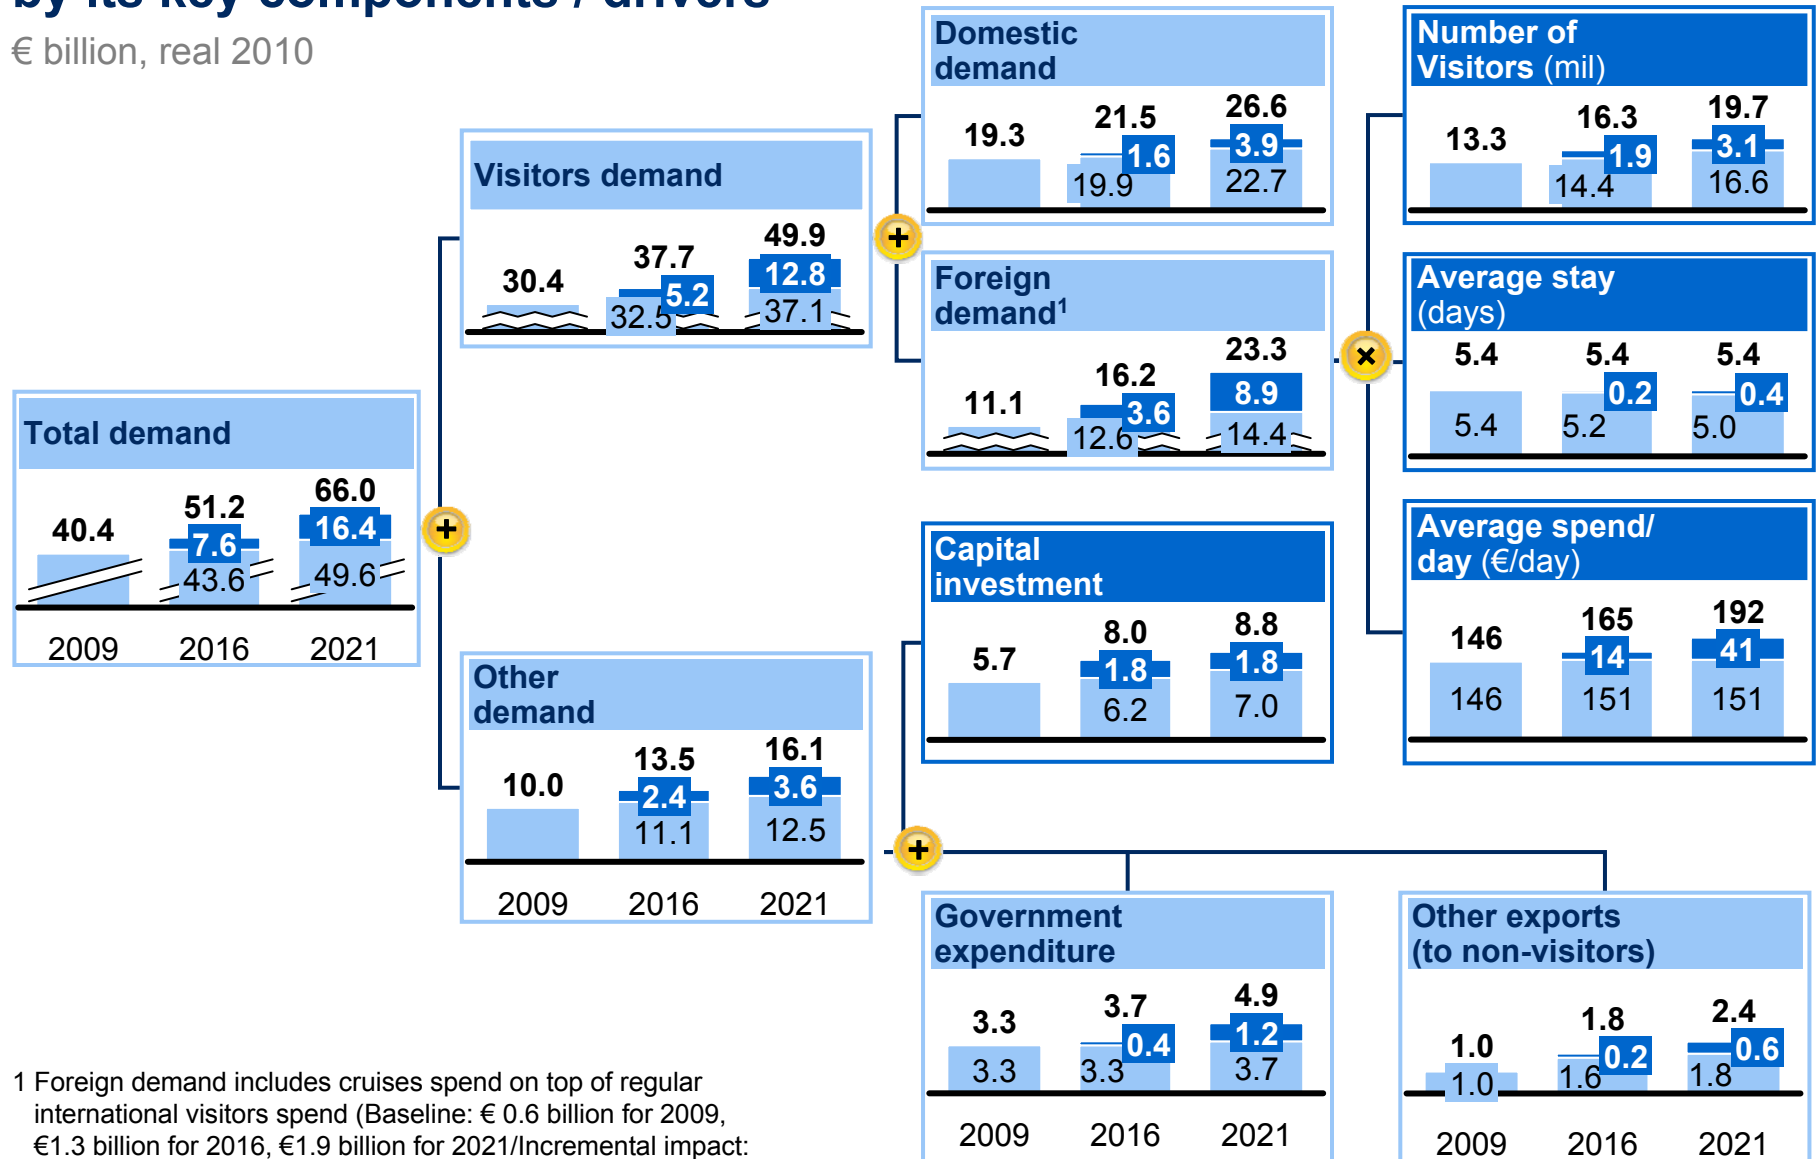 by its key components / drivers
€ billion, real 2010
Total demand
40.4
51.2
7.6
43.6
66.0
16.4
49.6
2009 2016 2021
+
Visitors demand
30.4
37.7
5.2
32.5
49.9
12.8
37.1
Other
demand
10.0
13.5
2.4
11.1
16.1
3.6
12.5
2009 2016 2021
+
Domestic
demand
19.3
21.5
1.6
19.9
26.6
3.9
22.7
Foreign
demand1
11.1
16.2
3.6
12.6
23.3
8.9
14.4
×
Number of
Visitors (mil)
13.3
16.3
1.9
14.4
19.7
3.1
16.6
Average stay
(days)
5.4
5.4
5.4
0.2
5.2
5.4
0.4
5.0
Average spend/
day (€/day)
146
146
165
14
151
192
41
151
+
Capital
investment
5.7
8.0
1.8
6.2
8.8
1.8
7.0
Government
expenditure
3.3
3.3
3.7
0.4
3.3
4.9
1.2
3.7
2009 2016 2021
Other exports
(to non-visitors)
1.0
1.0
1.8
0.2
1.6
2.4
0.6
1.8
2009 2016 2021
1 Foreign demand includes cruises spend on top of regular
international visitors spend (Baseline: € 0.6 billion for 2009,
€1.3 billion for 2016, €1.9 billion for 2021/Incremental impact: